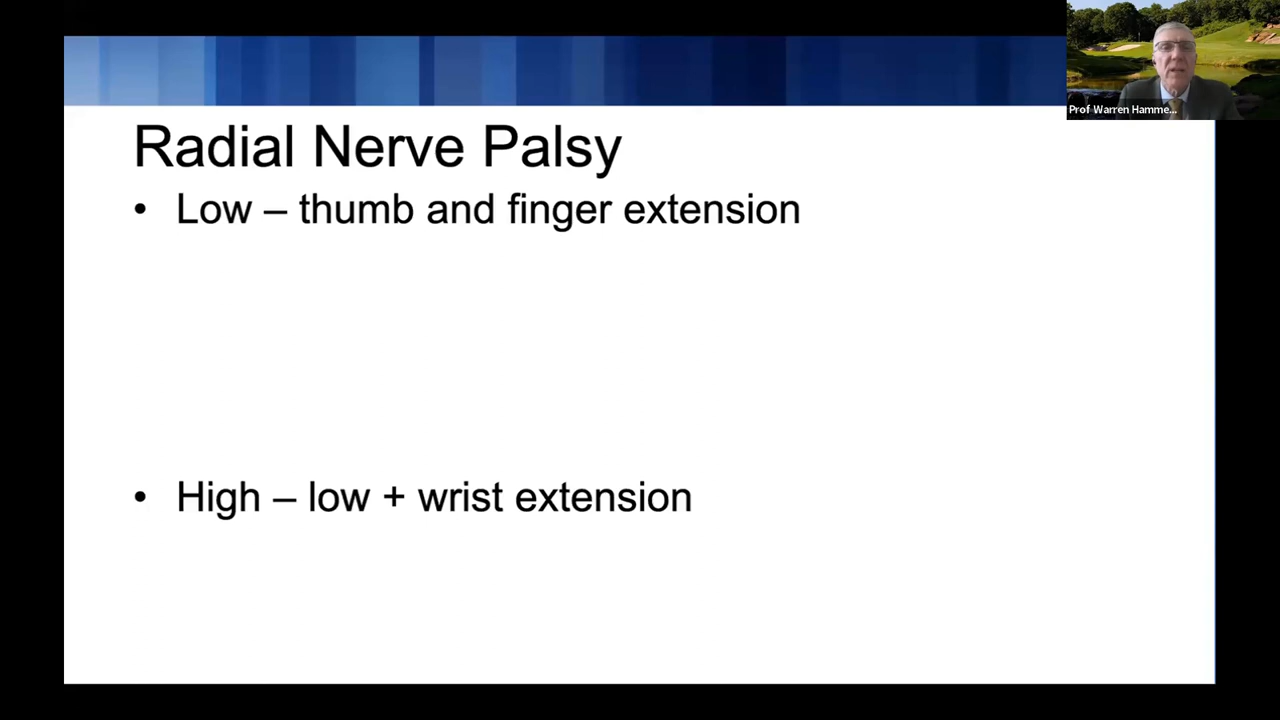 Prof Warren Hamme...
Radial Nerve Palsy
• Low – thumb and finger extension
• High – low + wrist extension